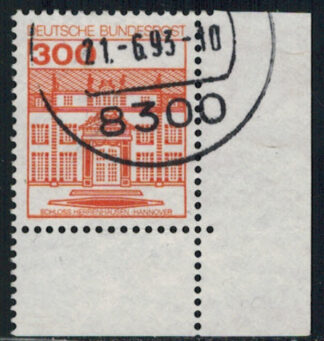 DEUTSCHE BUNDESPOST
300
21.-6.93-10
8300
SCHLOSS HERRENHAUSEN/HANNOVER